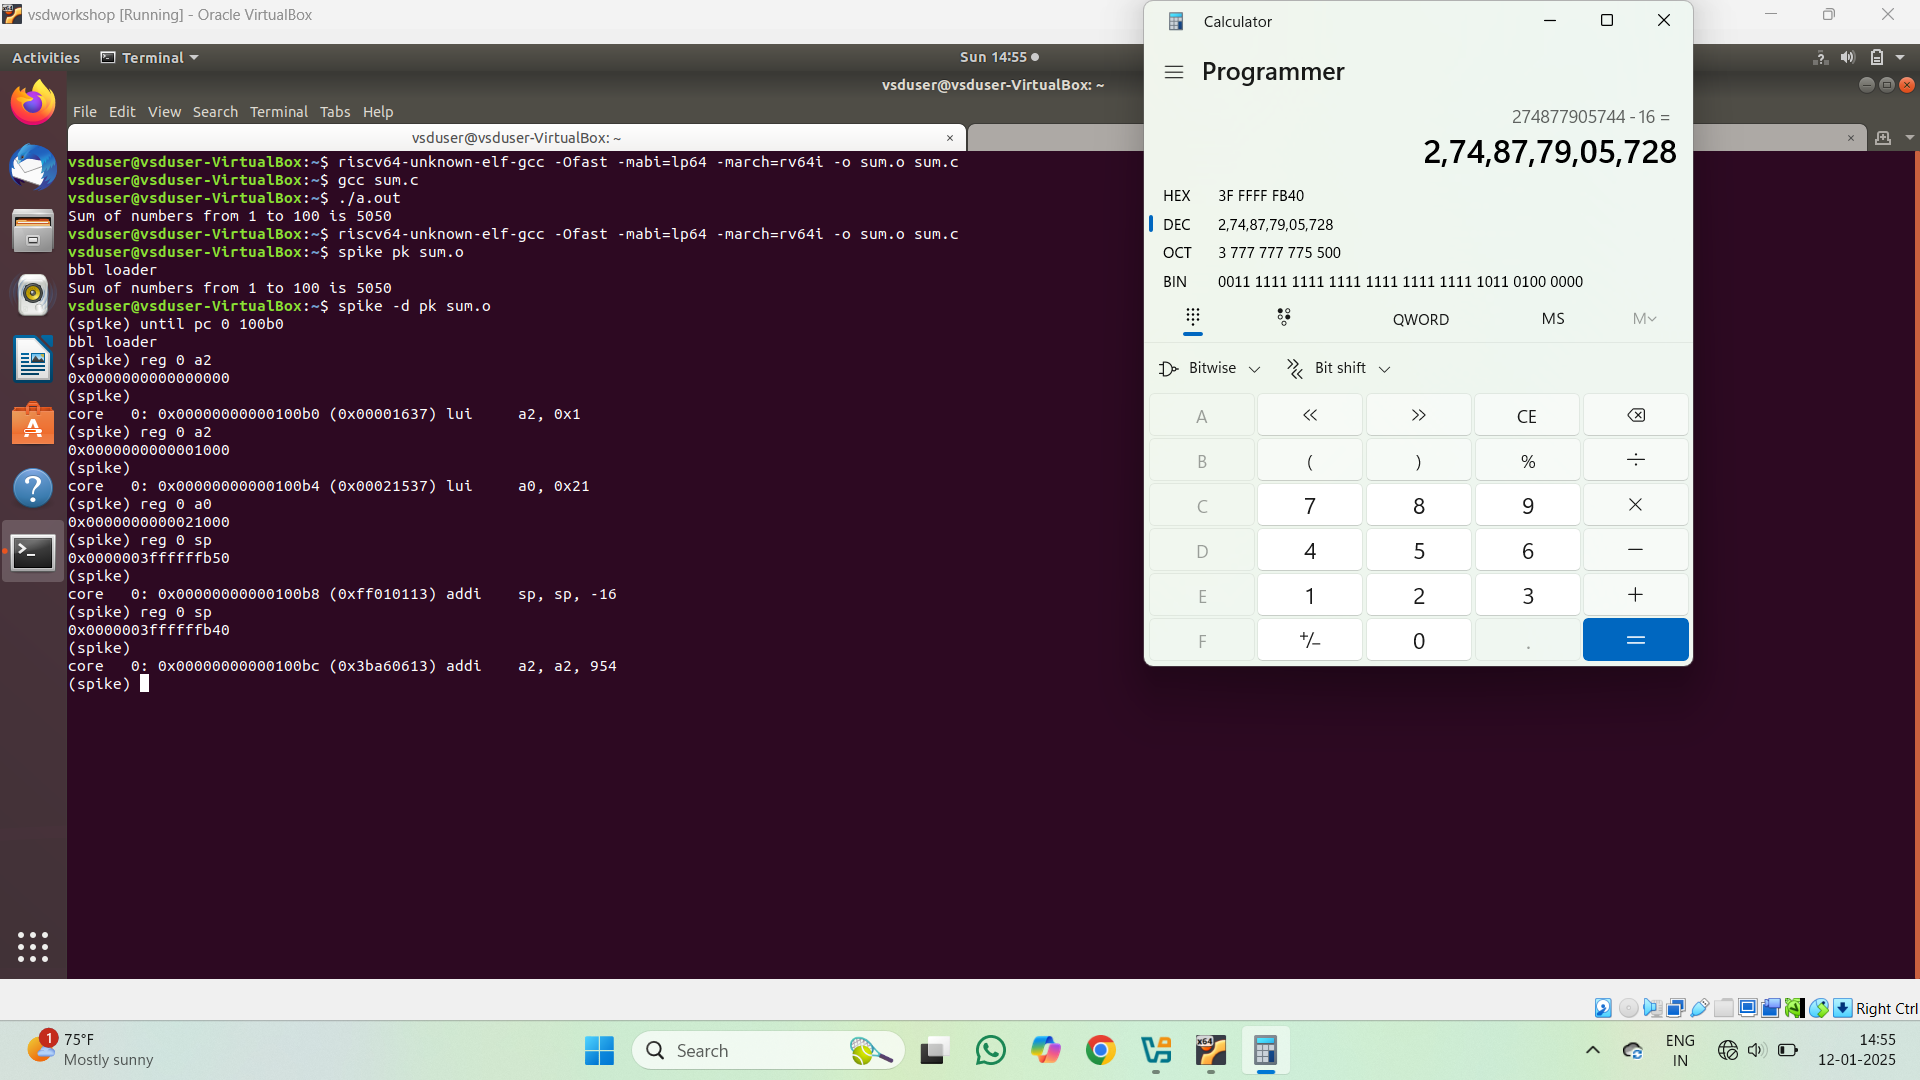 vsdworkshop [Running] - Oracle VirtualBox
Activities
Terminal
Sun 14:55
vsduser@vsduser-VirtualBox: ~
File Edit View Search Terminal Tabs Help
vsduser@vsduser-VirtualBox: ~
vsduser@vsduser-VirtualBox:~$ riscv64-unknown-elf-gcc -Ofast -mabi=lp64 -march=rv64i -o sum.o sum.c
vsduser@vsduser-VirtualBox:~$ gcc sum.c
vsduser@vsduser-VirtualBox:~$ ./a.out
Sum of numbers from 1 to 100 is 5050
vsduser@vsduser-VirtualBox:~$ riscv64-unknown-elf-gcc -Ofast -mabi=lp64 -march=rv64i -o sum.o sum.c
vsduser@vsduser-VirtualBox:~$ spike pk sum.o
bbl loader
Sum of numbers from 1 to 100 is 5050
vsduser@vsduser-VirtualBox:~$ spike -d pk sum.o
(spike) until pc 0 100b0
bbl loader
(spike) reg 0 a2
0x0000000000000000
(spike)
core   0: 0x00000000000100b0 (0x00001637) lui     a2, 0x1
(spike) reg 0 a2
0x0000000000001000
(spike)
core   0: 0x00000000000100b4 (0x00021537) lui     a0, 0x21
(spike) reg 0 a0
0x0000000000021000
(spike) reg 0 sp
0x0000003ffffffb50
(spike)
core   0: 0x00000000000100b8 (0xff010113) addi    sp, sp, -16
(spike) reg 0 sp
0x0000003ffffffb40
(spike)
core   0: 0x00000000000100bc (0x3ba60613) addi    a2, a2, 954
(spike)
Calculator
Programmer
274877905744 - 16 =
2,74,87,79,05,728
HEX 3F FFFF FB40
DEC 2,74,87,79,05,728
OCT 3 777 777 775 500
BIN 0011 1111 1111 1111 1111 1111 1111 1011 0100 0000
QWORD MS M
Bitwise Bit shift
A << >> CE
B ( ) % ÷
C 7 8 9 ×
D 4 5 6 −
E 1 2 3 +
F +/− 0 . =
Right Ctrl
1
75°F
Mostly sunny
Search
x64
ENG
IN
14:55
12-01-2025